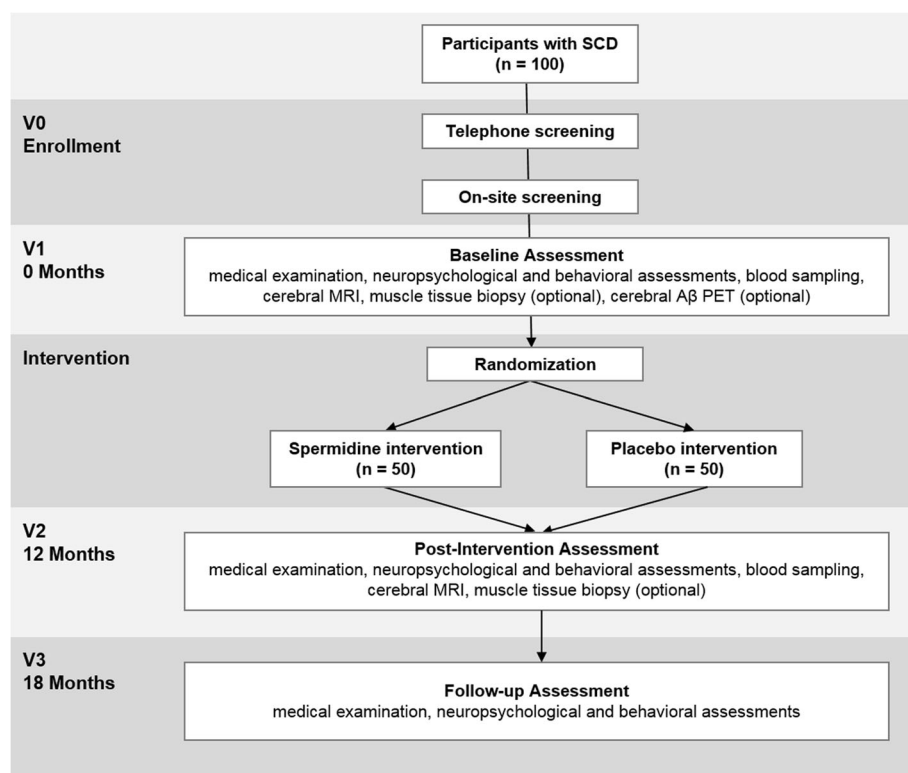 Participants with SCD
(n = 100)
V0
Enrollment
Telephone screening
On-site screening
V1
0 Months
Baseline Assessment
medical examination, neuropsychological and behavioral assessments, blood sampling,
cerebral MRI, muscle tissue biopsy (optional), cerebral Aβ PET (optional)
Intervention
Randomization
Spermidine intervention
(n = 50)
Placebo intervention
(n = 50)
V2
12 Months
Post-Intervention Assessment
medical examination, neuropsychological and behavioral assessments, blood sampling,
cerebral MRI, muscle tissue biopsy (optional)
V3
18 Months
Follow-up Assessment
medical examination, neuropsychological and behavioral assessments